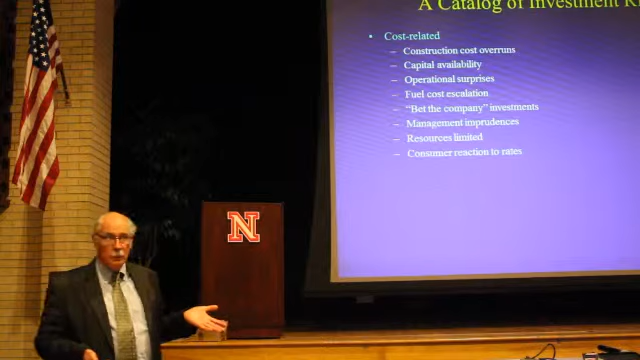 A Catalog of Investment
• Cost-related
– Construction cost overruns
– Capital availability
– Operational surprises
– Fuel cost escalation
– "Bet the company" investments
– Management imprudences
– Resources limited
– Consumer reaction to rates
N